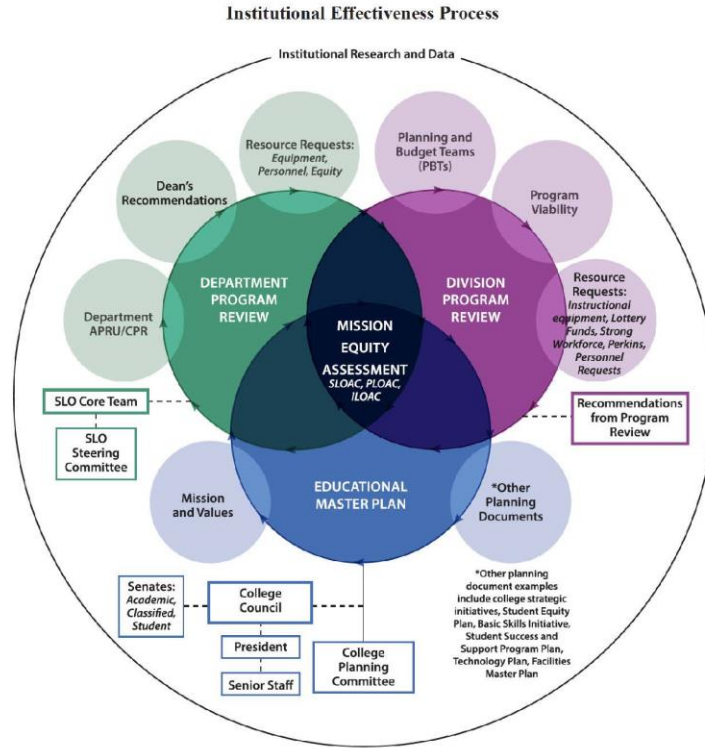 Institutional Effectiveness Process
Institutional Research and Data
Resource Requests:
Equipment,
Personnel, Equity
Planning and
Budget Teams
(PBTs)
Dean's
Recommendations
Program
Viability
DEPARTMENT
PROGRAM
REVIEW
DIVISION
PROGRAM
REVIEW
Department
APRU/CPR
Resource
Requests:
Instructional
equipment, Lottery
Funds, Strong
Workforce, Perkins,
Personnel
Requests
MISSION
EQUITY
ASSESSMENT
SLOAC, PLOAC,
ILOAC
SLO Core Team
SLO
Steering
Committee
Recommendations
from Program
Review
Mission
and Values
EDUCATIONAL
MASTER PLAN
*Other
Planning
Documents
Senates:
Academic,
Classified,
Student
College
Council
President
Senior Staff
College
Planning
Committee
*Other planning
document examples
include college strategic
initiatives, Student Equity
Plan, Basic Skills Initiative,
Student Success and
Support Program Plan,
Technology Plan, Facilities
Master Plan